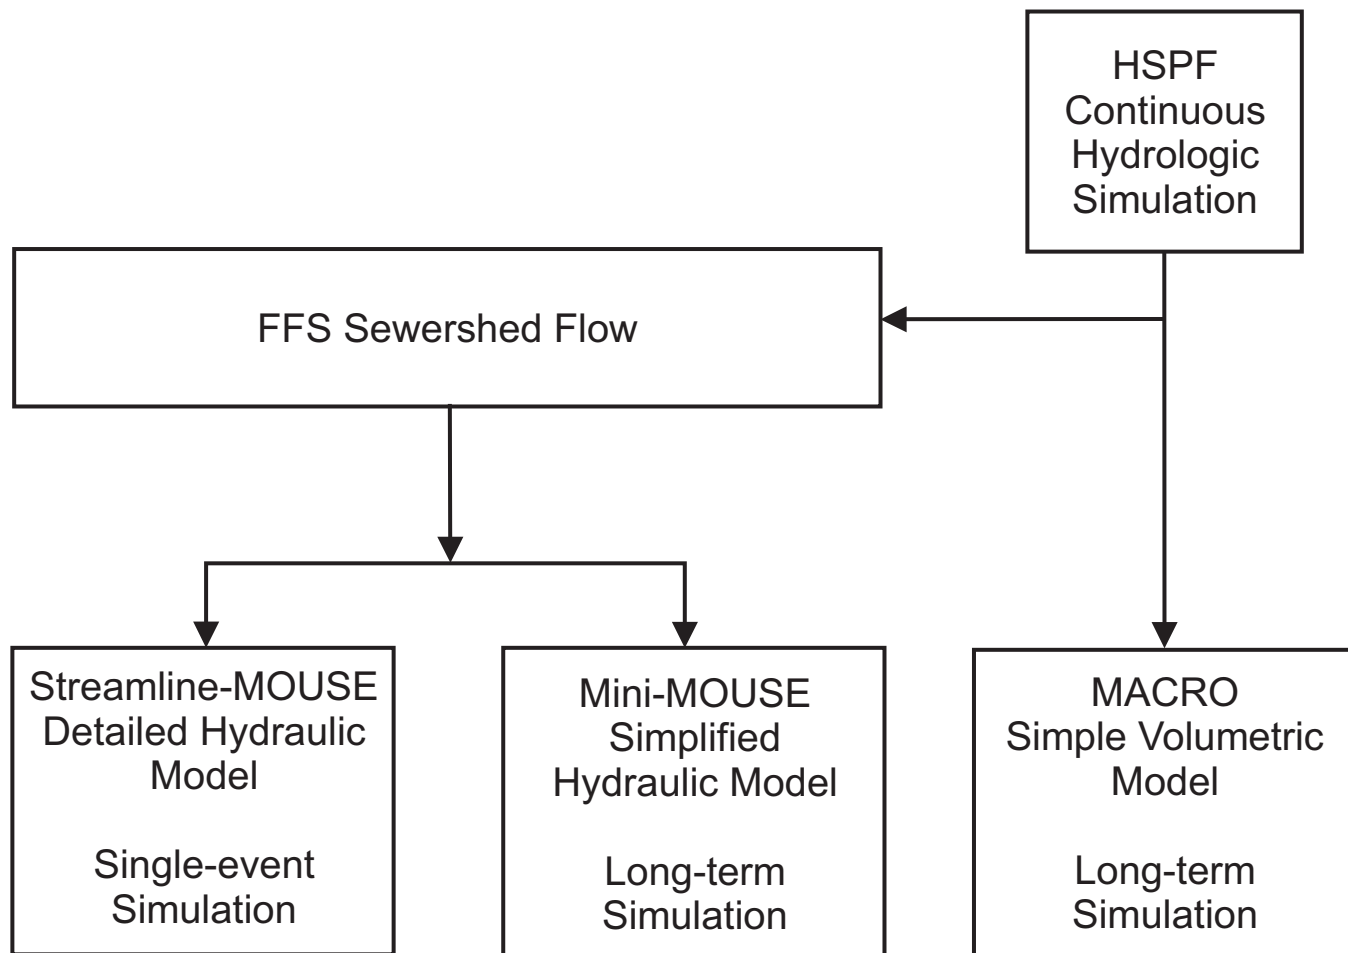 HSPF
Continuous
Hydrologic
Simulation
FFS Sewershed Flow
Streamline-MOUSE
Detailed Hydraulic
Model
Single-event
Simulation
Mini-MOUSE
Simplified
Hydraulic Model
Long-term
Simulation
MACRO
Simple Volumetric
Model
Long-term
Simulation